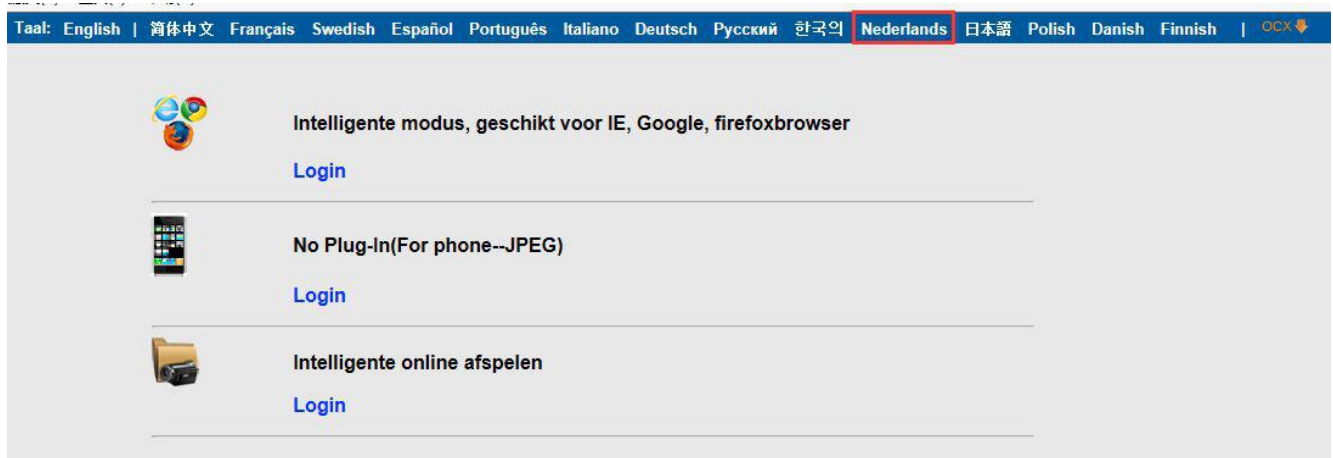 Taal: English | 简体中文 Français Swedish Español Português Italiano Deutsch Русский 한국의 Nederlands 日本語 Polish Danish Finnish | OCX
Intelligente modus, geschikt voor IE, Google, firefoxbrowser
Login
No Plug-In(For phone--JPEG)
Login
Intelligente online afspelen
Login